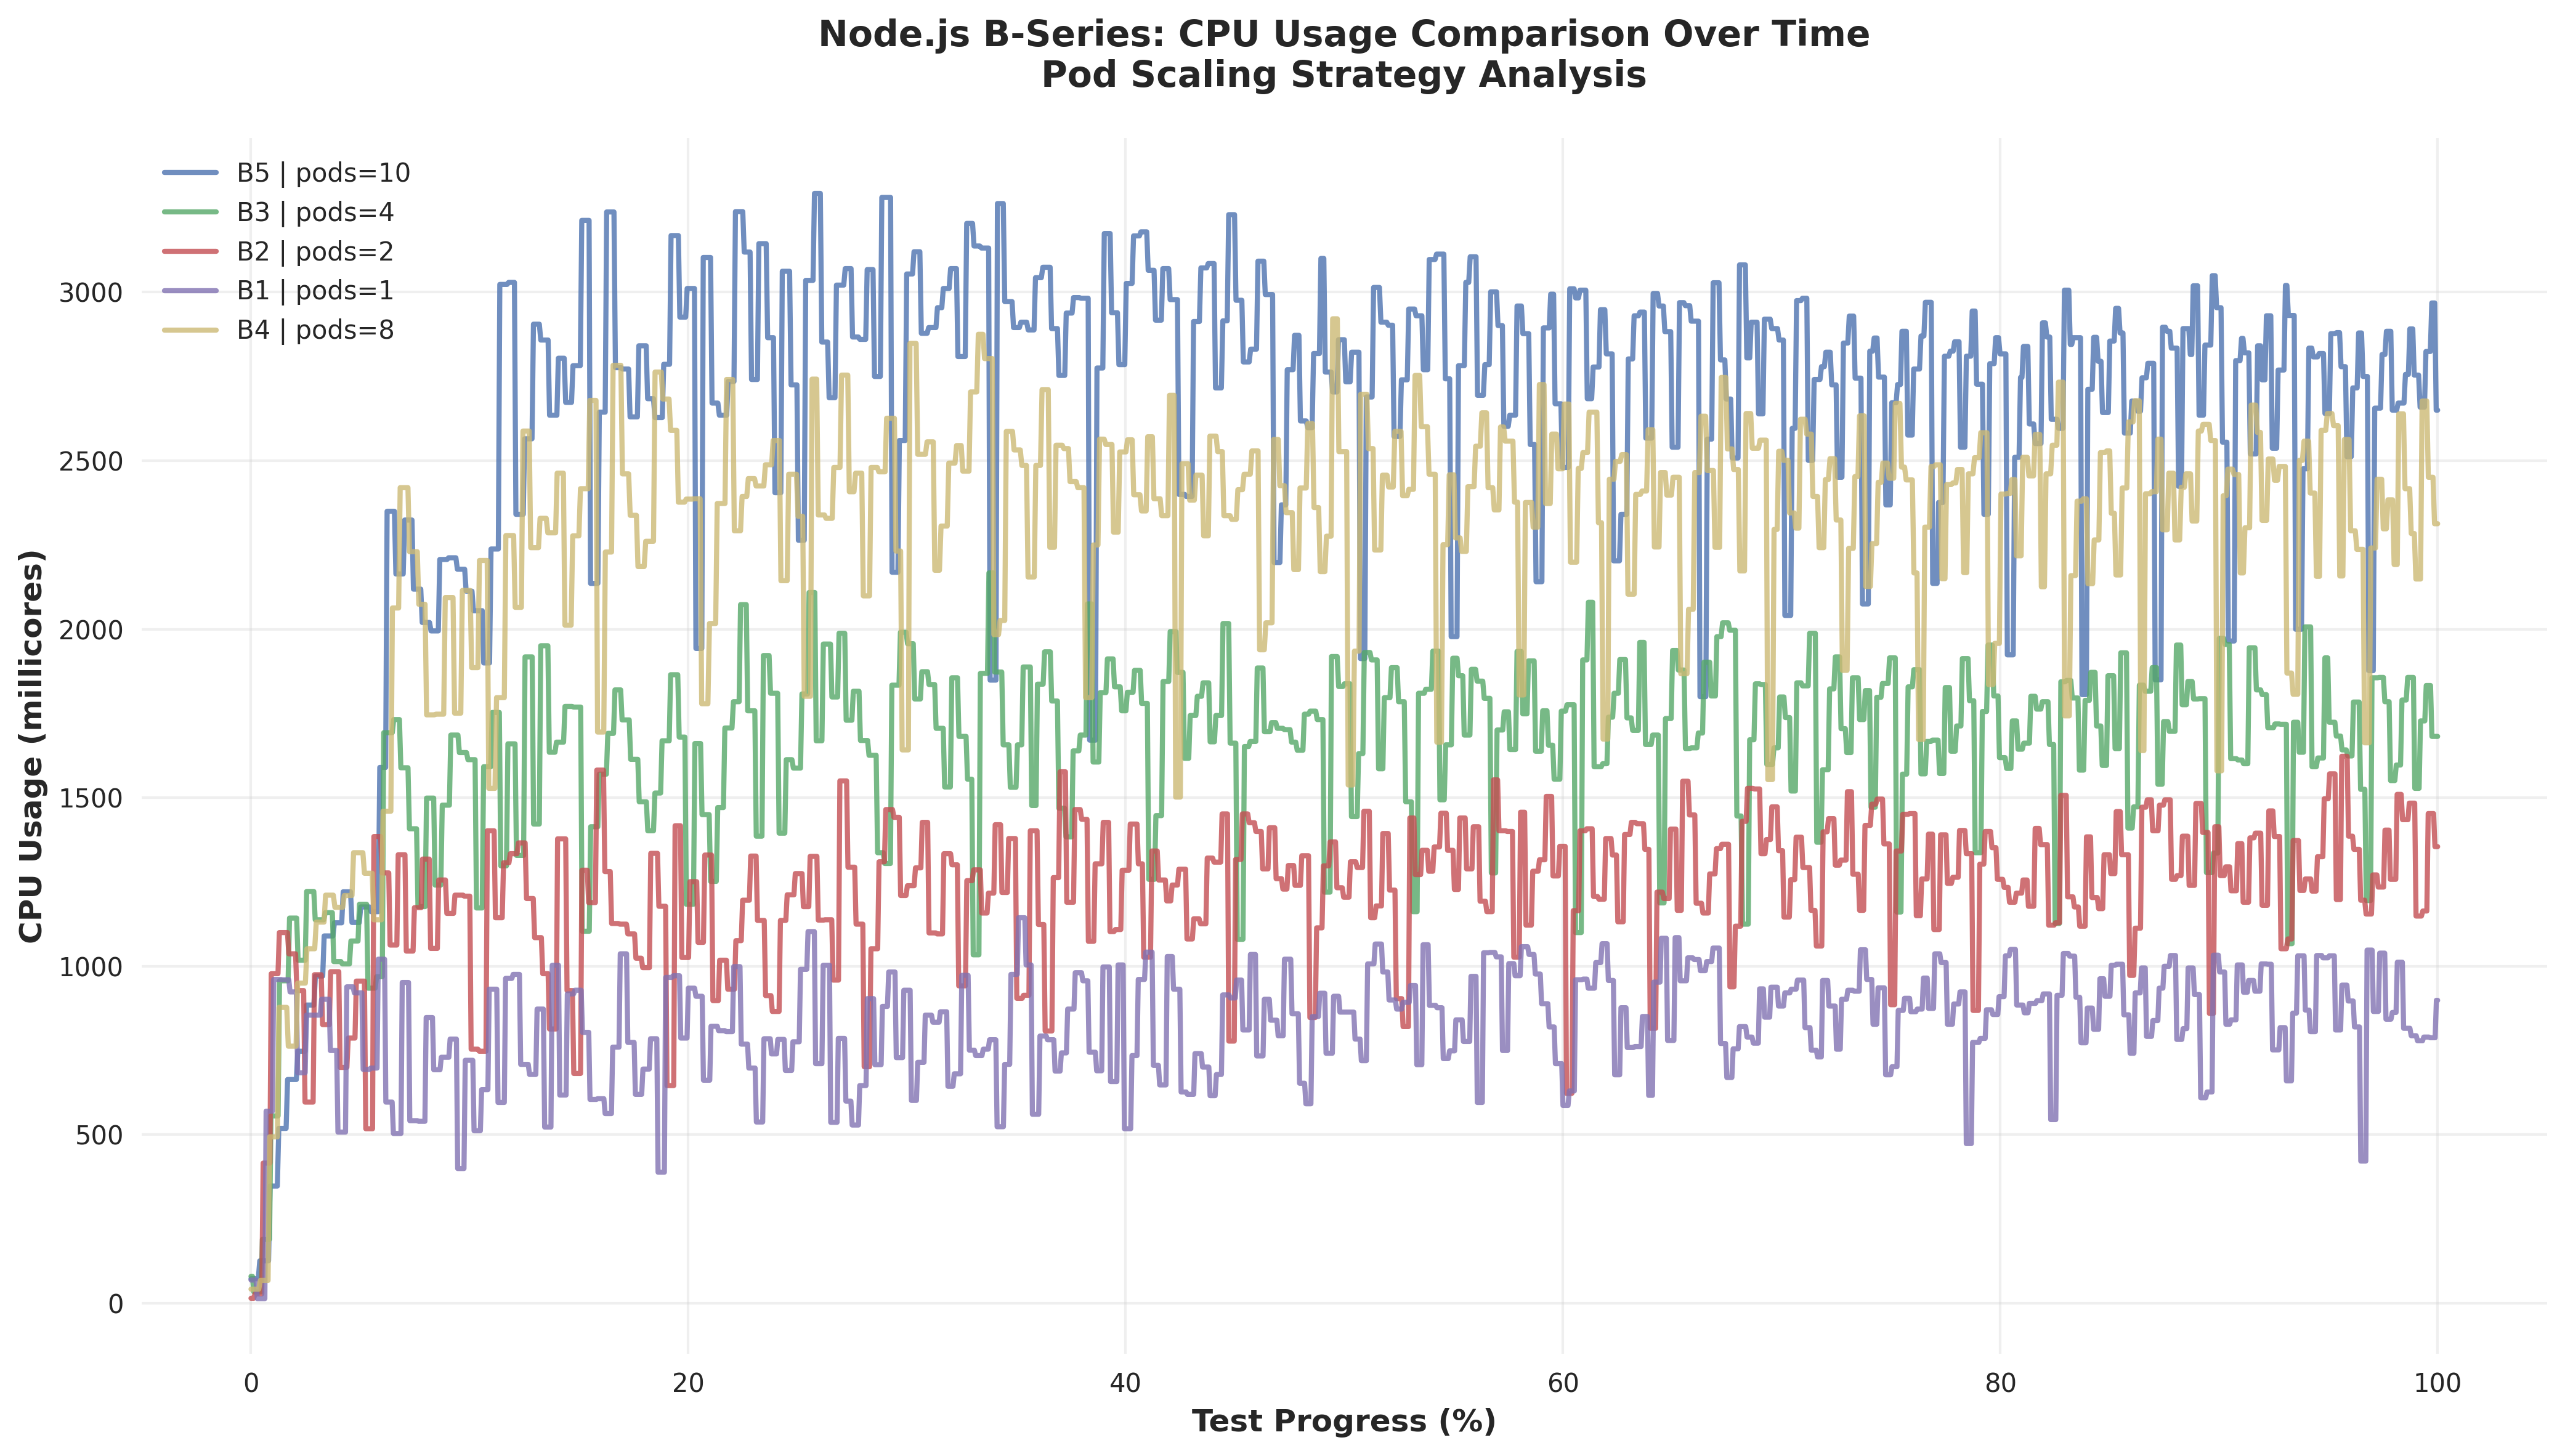 Node.js B-Series: CPU Usage Comparison Over Time
Pod Scaling Strategy Analysis
B5 | pods=10
B3 | pods=4
B2 | pods=2
B1 | pods=1
B4 | pods=8
CPU Usage (millicores)
3000
2500
2000
1500
1000
500
0
0
20
40
60
80
100
Test Progress (%)